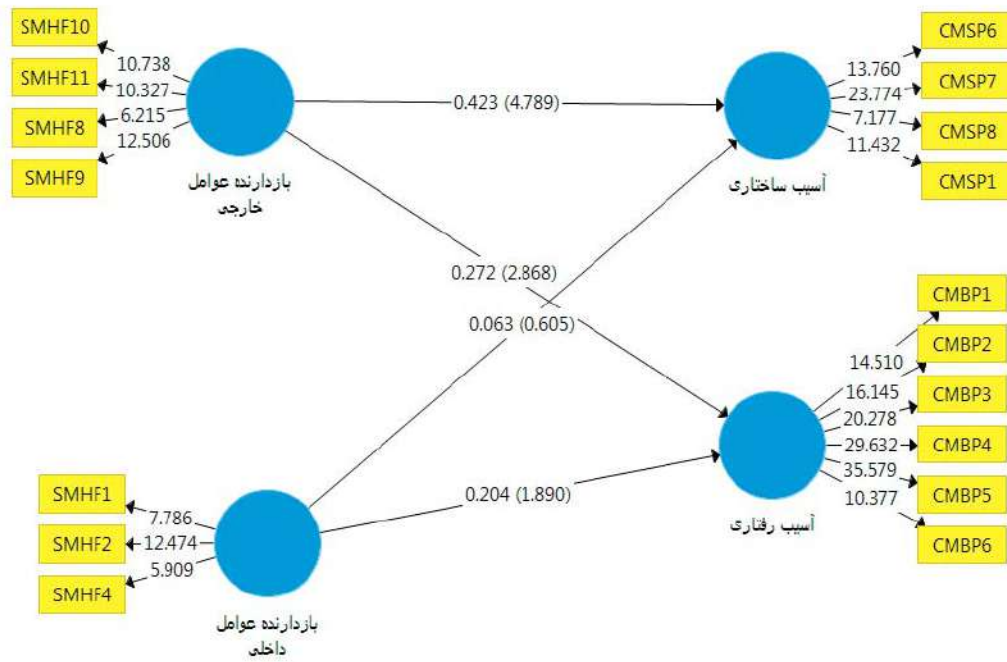 SMHF10
SMHF11
SMHF8
SMHF9
10.738
10.327
6.215
12.506
بازدارنده عوامل
خارجی
0.423 (4.789)
آسیب ساختاری
13.760
23.774
7.177
11.432
CMSP6
CMSP7
CMSP8
CMSP1
0.272 (2.868)
0.063 (0.605)
SMHF1
SMHF2
SMHF4
7.786
12.474
5.909
بازدارنده عوامل
داخلی
0.204 (1.890)
آسیب رفتاری
14.510
16.145
20.278
29.632
35.579
10.377
CMBP1
CMBP2
CMBP3
CMBP4
CMBP5
CMBP6